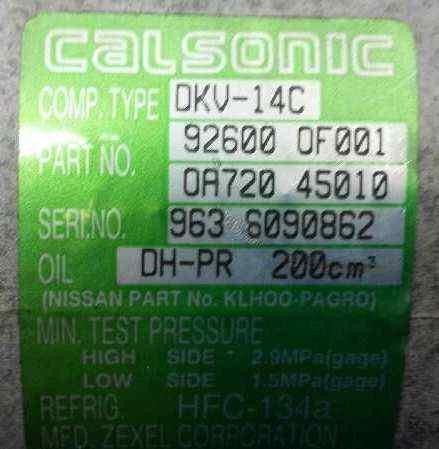 CALSONIC
COMP. TYPE DKV-14C
92600 0F001
PART NO.
0A720 45010
SERI.NO. 963 6090862
OIL DH-PR 200cm³
(NISSAN PART No. KLHOO-PAGRO)
MIN. TEST PRESSURE
HIGH SIDE 2.9MPa(gage)
LOW SIDE 1.5MPa(gage)
REFRIG. HFC-134a
MFD. ZEXEL CORPORATION